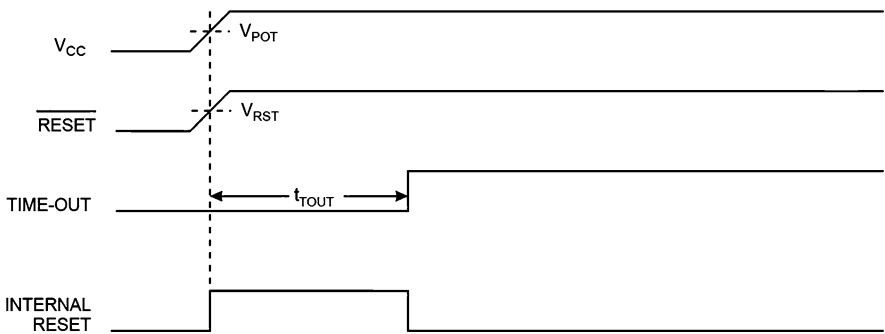 VCC
VPOT
RESET
VRST
TIME-OUT
tTOUT
INTERNAL
RESET